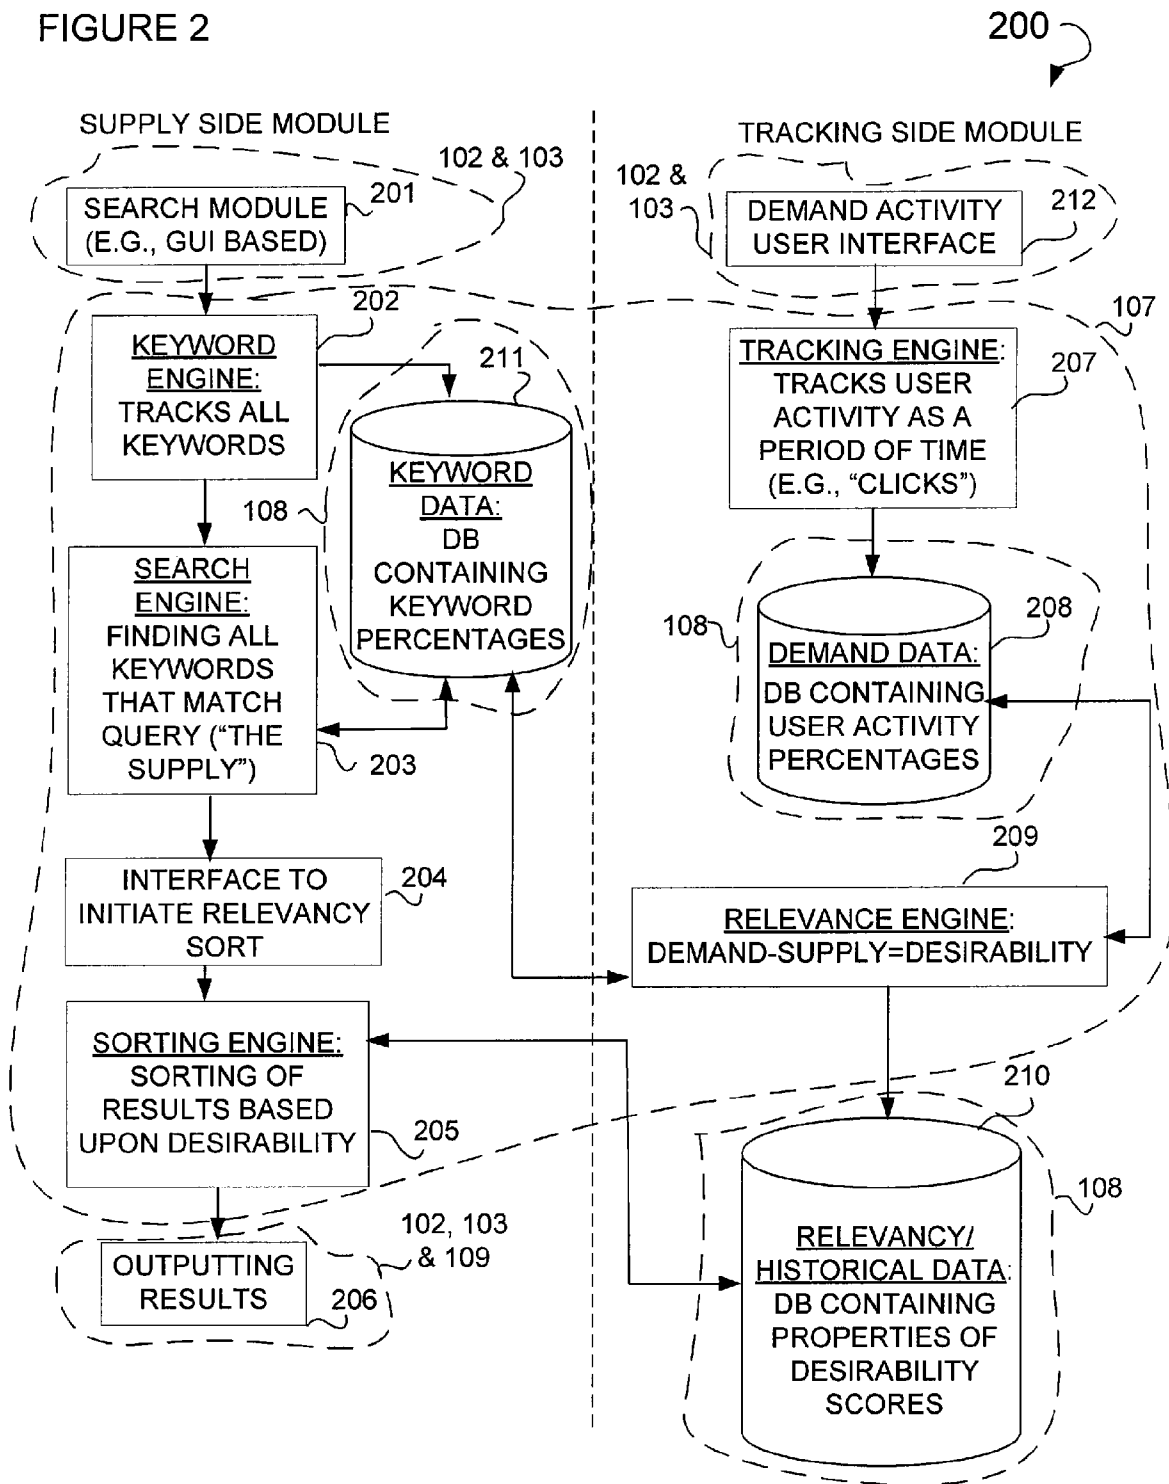 FIGURE 2
200
SUPPLY SIDE MODULE
102 & 103
201
SEARCH MODULE
(E.G., GUI BASED)
202
KEYWORD
ENGINE:
TRACKS ALL
KEYWORDS
211
KEYWORD
DATA:
DB
CONTAINING
KEYWORD
PERCENTAGES
108
SEARCH
ENGINE:
FINDING ALL
KEYWORDS
THAT MATCH
QUERY (“THE
SUPPLY”)
203
INTERFACE TO
INITIATE RELEVANCY
SORT
204
SORTING ENGINE:
SORTING OF
RESULTS BASED
UPON DESIRABILITY
205
102, 103
& 109
OUTPUTTING
RESULTS
206
TRACKING SIDE MODULE
102 &
103
DEMAND ACTIVITY
USER INTERFACE
212
107
TRACKING ENGINE:
TRACKS USER
ACTIVITY AS A
PERIOD OF TIME
(E.G., “CLICKS”)
207
108
208
DEMAND DATA:
DB CONTAINING
USER ACTIVITY
PERCENTAGES
209
RELEVANCE ENGINE:
DEMAND-SUPPLY=DESIRABILITY
210
108
RELEVANCY/
HISTORICAL DATA:
DB CONTAINING
PROPERTIES OF
DESIRABILITY
SCORES